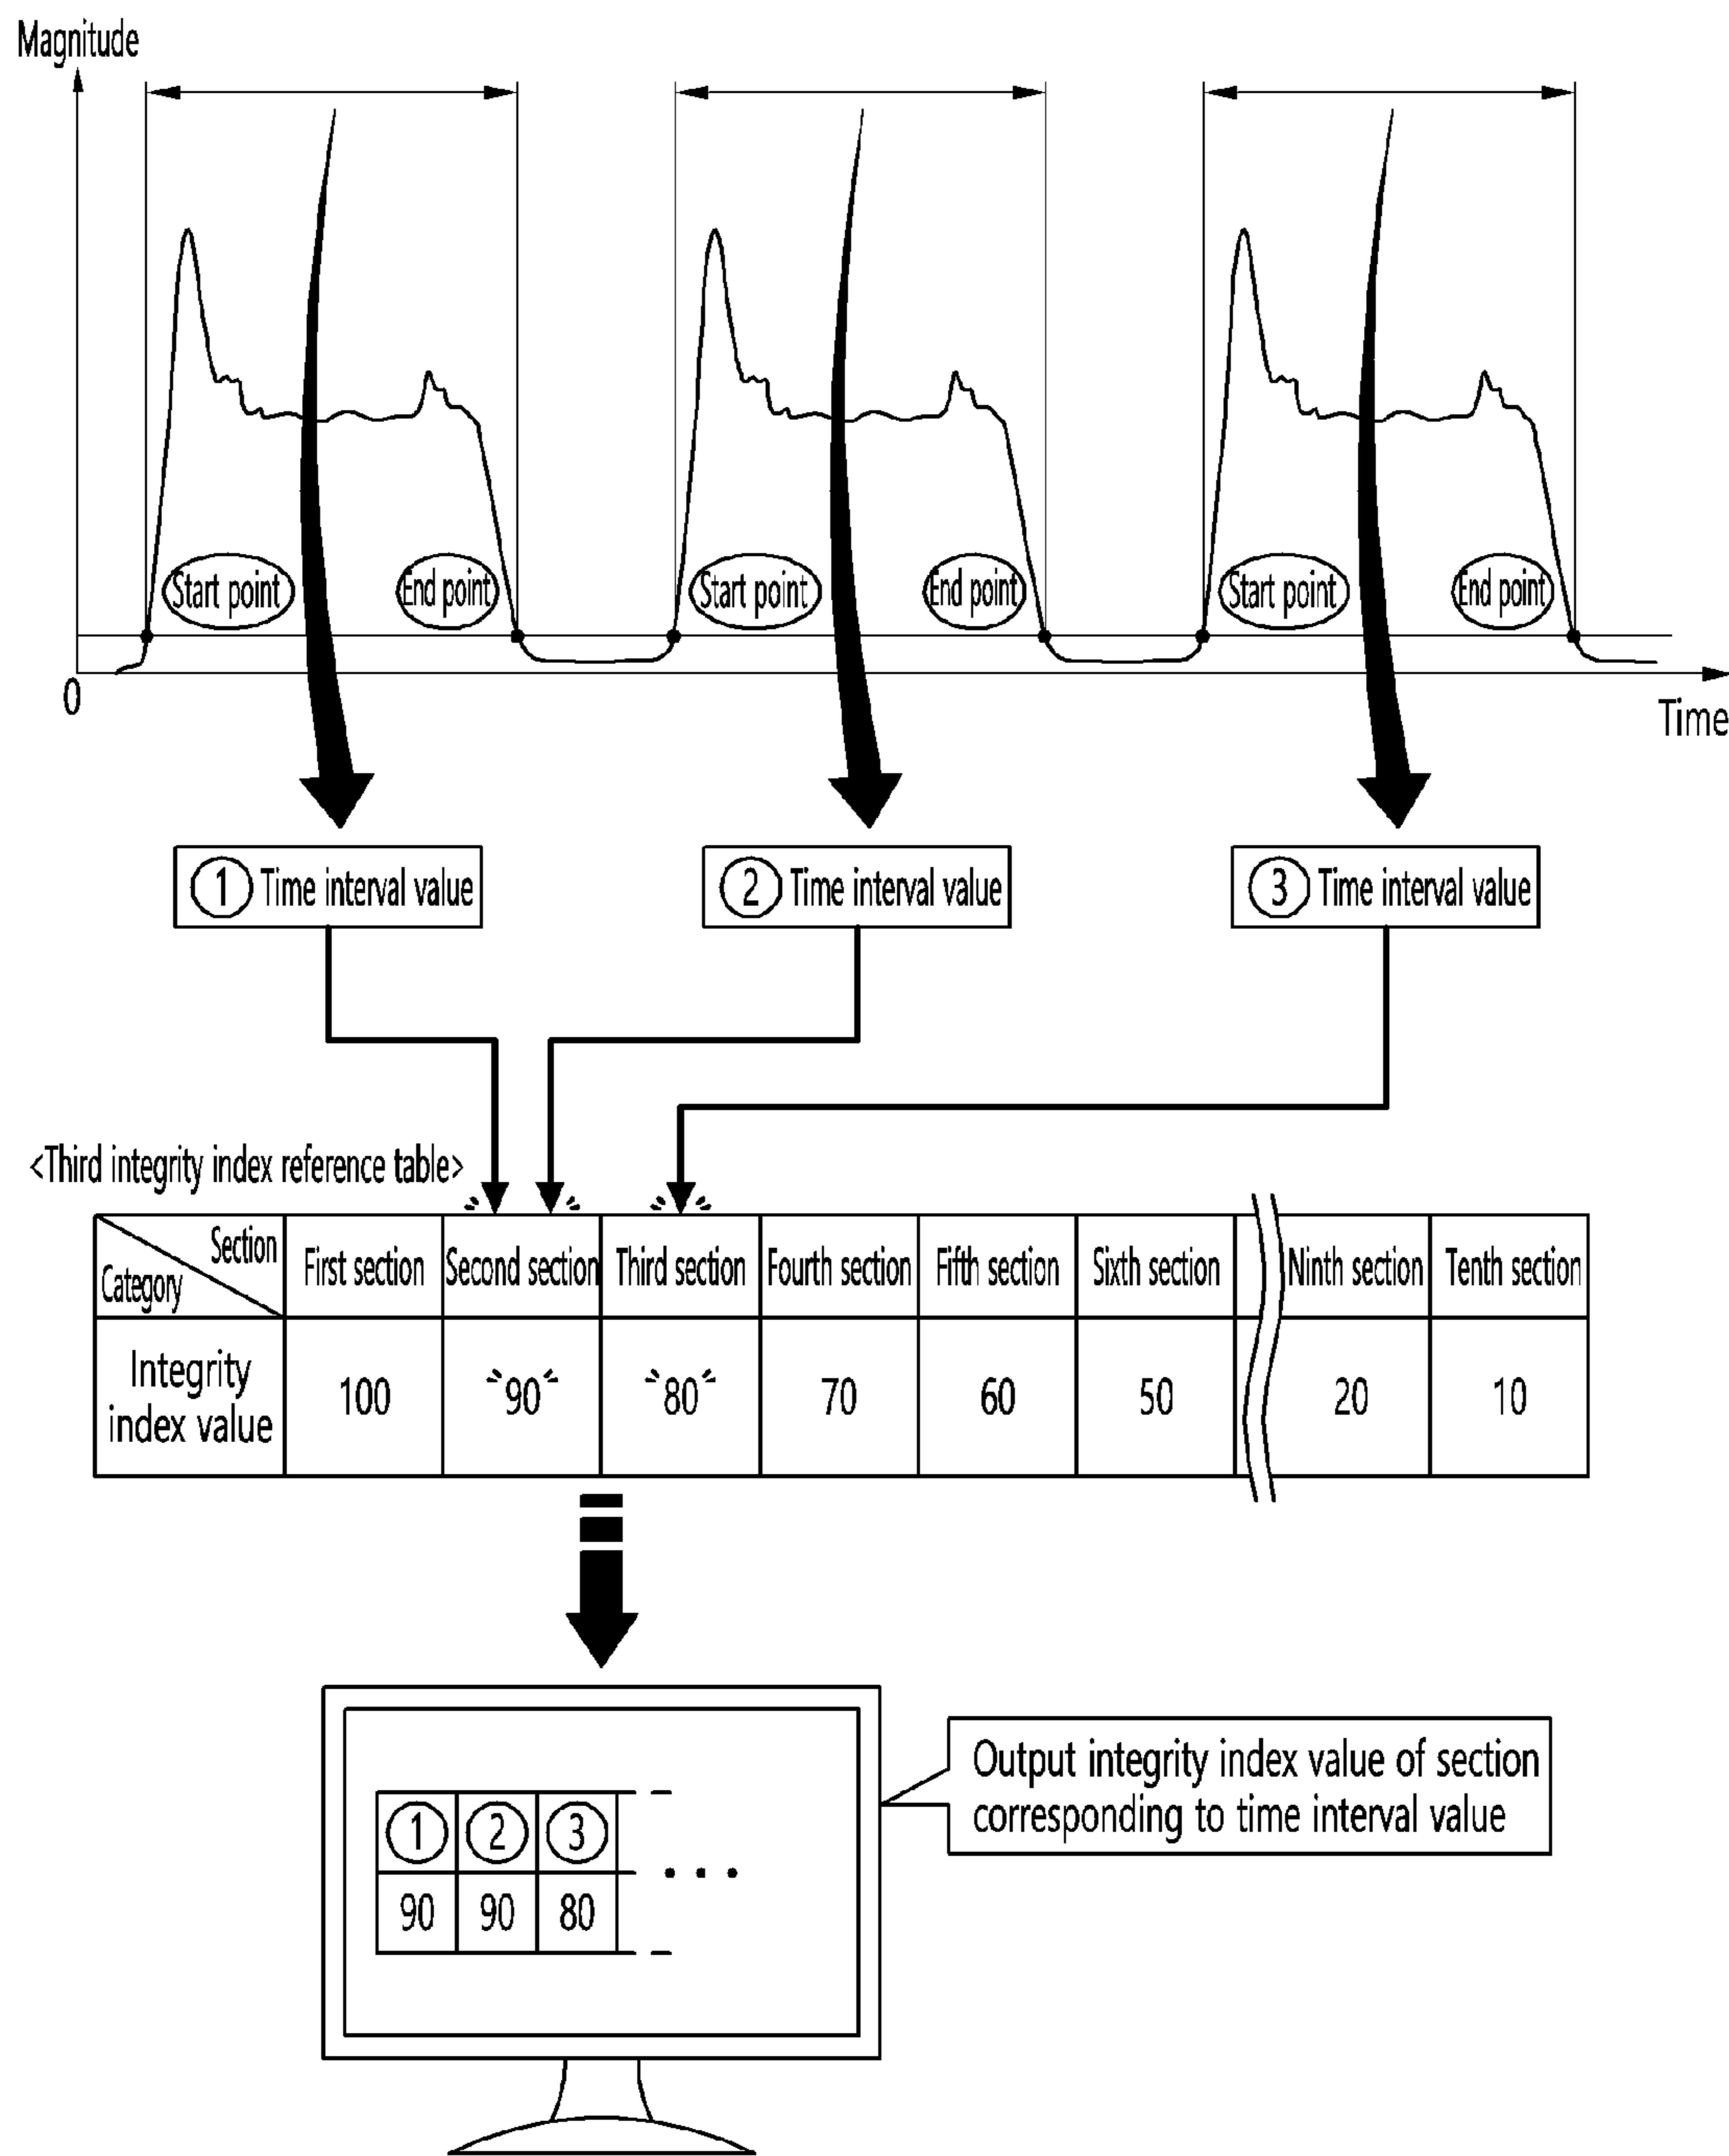 Magnitude
Start point
End point
Start point
End point
Start point
End point
0
Time
1 Time interval value
2 Time interval value
3 Time interval value
<Third integrity index reference table>
Section
Category
First section
Second section
Third section
Fourth section
Fifth section
Sixth section
Ninth section
Tenth section
Integrity
index value
100
90
80
70
60
50
20
10
1 2 3
90 90 80
...
Output integrity index value of section
corresponding to time interval value